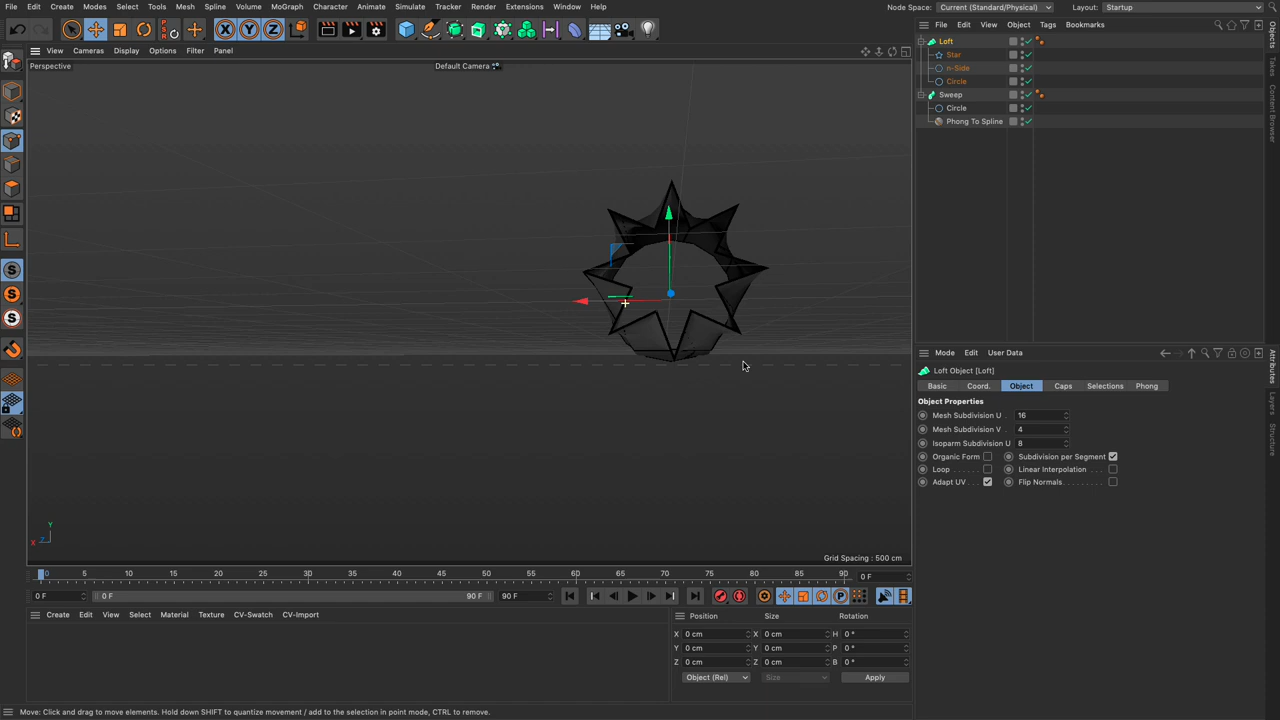 File Edit Create Modes Select Tools Mesh Spline Volume MoGraph Character Animate Simulate Tracker Render Extensions Window Help
Node Space: Current (Standard/Physical) Layout: Startup
File Edit View Object Tags Bookmarks
View Cameras Display Options Filter Panel
Perspective
Default Camera
Loft
Star
n-Side
Circle
Sweep
Circle
Phong To Spline
Objects
Takes
Content Browser
Mode Edit User Data
Loft Object [Loft]
Basic Coord. Object Caps Selections Phong
Object Properties
Mesh Subdivision U 16
Mesh Subdivision V 4
Isoparm Subdivision U 8
Organic Form Subdivision per Segment
Loop Linear Interpolation
Adapt UV Flip Normals
Attributes
Layers
Structure
X Y Z
Y
X
Z
Grid Spacing : 500 cm
0 5 10 15 20 25 30 35 40 45 50 55 60 65 70 75 80 85 90 0 F
0 F 0 F 90 F 90 F
Create Edit View Select Material Texture CV-Swatch CV-Import
Position Size Rotation
X 0 cm X 0 cm H 0 °
Y 0 cm Y 0 cm P 0 °
Z 0 cm Z 0 cm B 0 °
Object (Rel) Size Apply
Move: Click and drag to move elements. Hold down SHIFT to quantize movement / add to the selection in point mode, CTRL to remove.